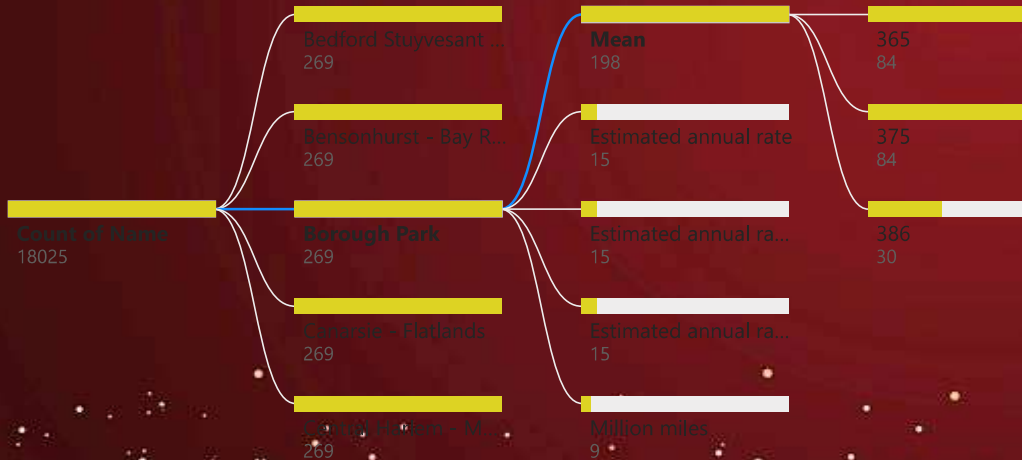 Count of Name
18025
Bedford Stuyvesant ...
269
Bensonhurst - Bay R...
269
Borough Park
269
Canarsie - Flatlands
269
Central Harlem - M...
269
Mean
198
Estimated annual rate
15
Estimated annual ra...
15
Estimated annual ra...
15
Million miles
9
365
84
375
84
386
30